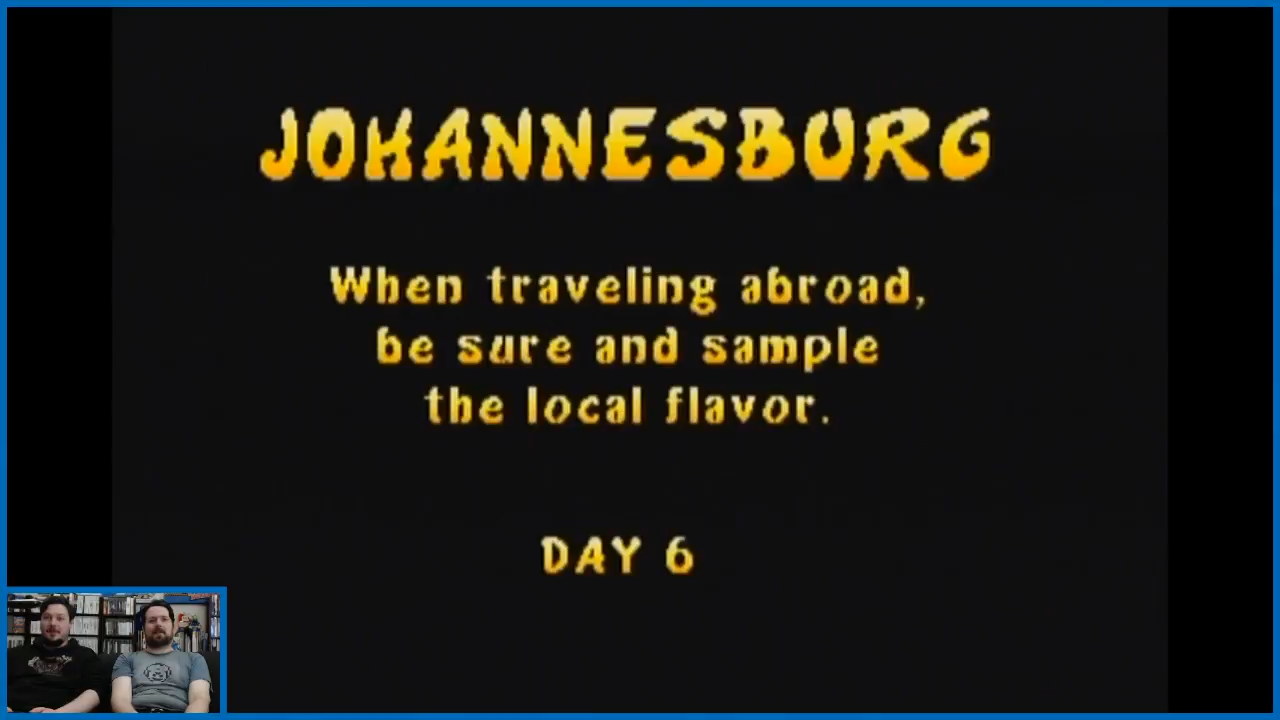 JOHANNESBURG
When traveling abroad,
be sure and sample
the local flavor.
DAY 6